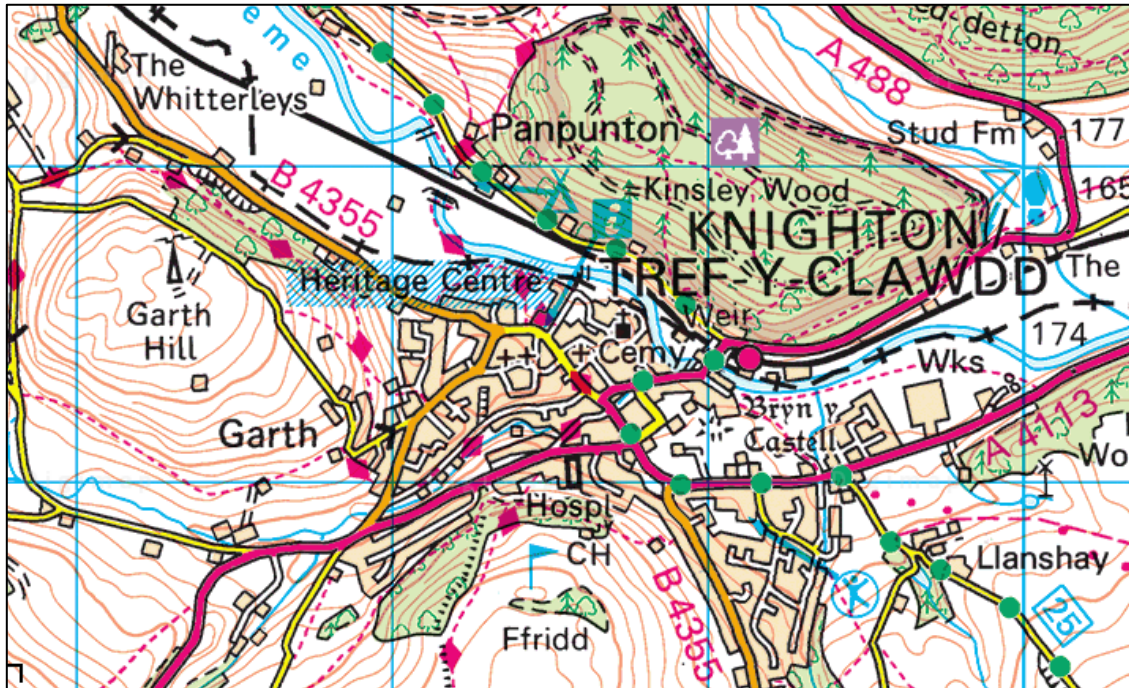 eme
The
Whitterleys
B 4355
Panpunton
Kinsley Wood
A 488
Stud Fm
177
165
KNIGHTON/
TREF-Y-CLAWDD
The
Heritage Centre
Garth
Hill
Weir
Cemy
174
Wks
Bryn y
Castell
Garth
A 4113
Wo
Hospl
CH
Llanshay
Ffridd
B 4355
25